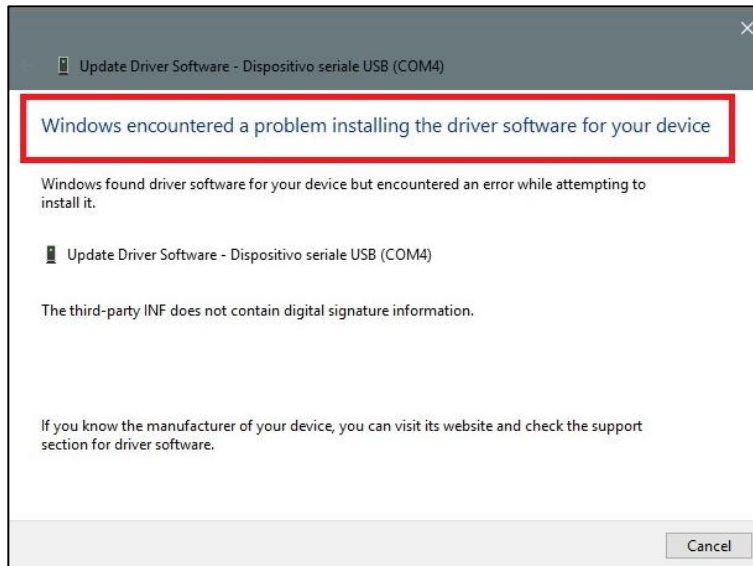 Update Driver Software - Dispositivo seriale USB (COM4)
Windows encountered a problem installing the driver software for your device
Windows found driver software for your device but encountered an error while attempting to
install it.
Update Driver Software - Dispositivo seriale USB (COM4)
The third-party INF does not contain digital signature information.
If you know the manufacturer of your device, you can visit its website and check the support
section for driver software.
Cancel